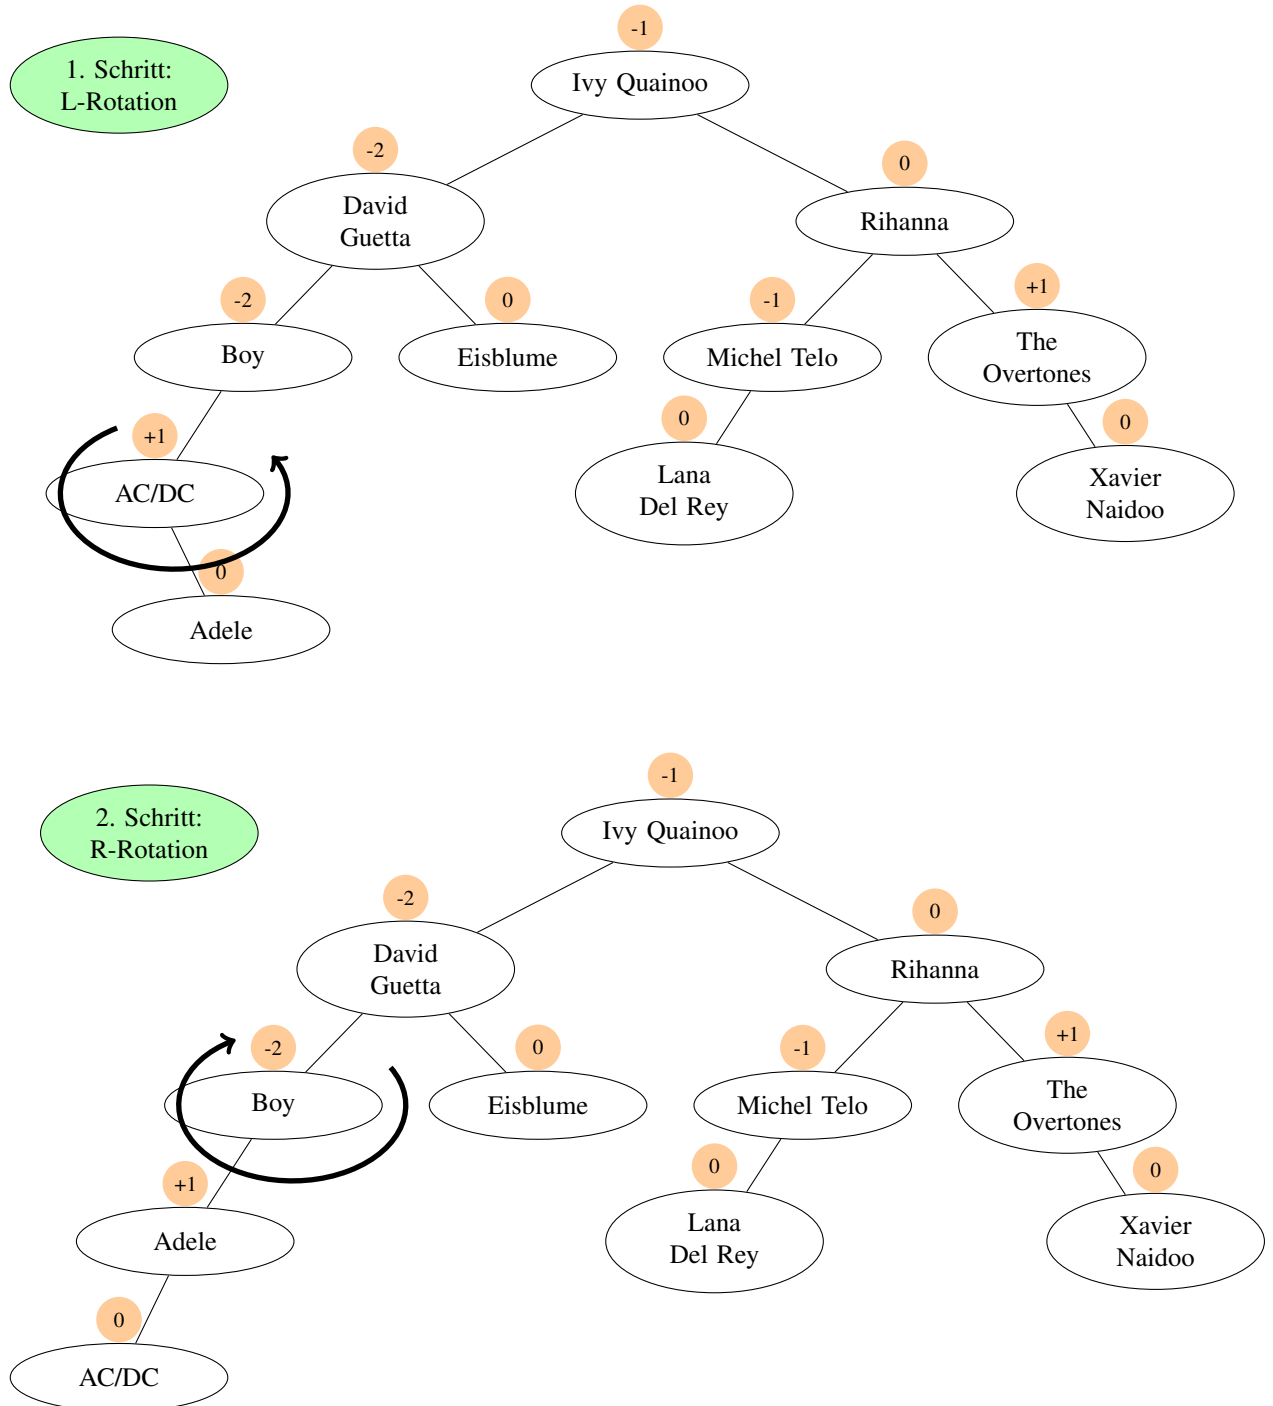 -1
1. Schritt:
L-Rotation
Ivy Quainoo
-2
0
David
Guetta
Rihanna
-2
0
-1
+1
Boy
Eisblume
Michel Telo
The
Overtones
+1
0
0
AC/DC
Lana
Del Rey
Xavier
Naidoo
0
Adele
-1
2. Schritt:
R-Rotation
Ivy Quainoo
-2
0
David
Guetta
Rihanna
-2
0
-1
+1
Boy
Eisblume
Michel Telo
The
Overtones
+1
0
0
Adele
Lana
Del Rey
Xavier
Naidoo
0
AC/DC